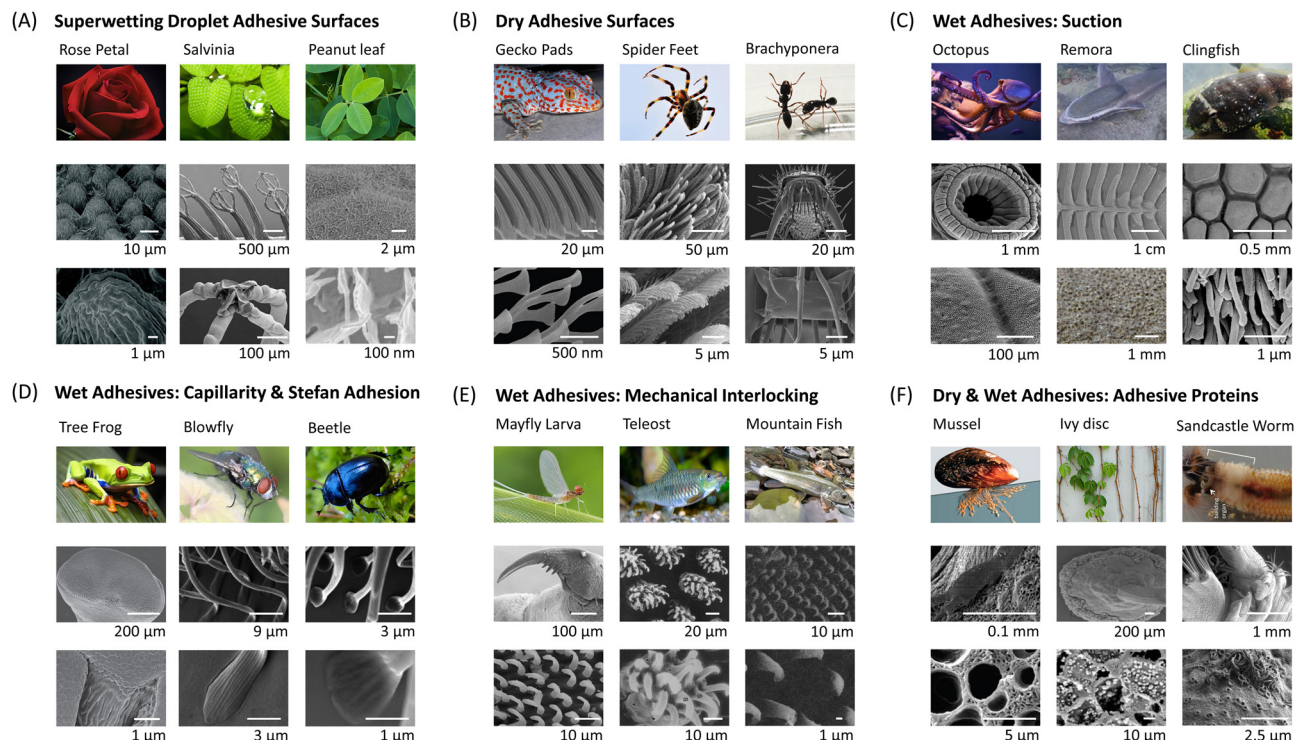 (A) Superwetting Droplet Adhesive Surfaces
Rose Petal Salvinia Peanut leaf
10 µm 500 µm 2 µm
1 µm 100 µm 100 nm
(B) Dry Adhesive Surfaces
Gecko Pads Spider Feet Brachyponera
20 µm 50 µm 20 µm
500 nm 5 µm 5 µm
(C) Wet Adhesives: Suction
Octopus Remora Clingfish
1 mm 1 cm 0.5 mm
100 µm 1 mm 1 µm
(D) Wet Adhesives: Capillarity & Stefan Adhesion
Tree Frog Blowfly Beetle
200 µm 9 µm 3 µm
1 µm 3 µm 1 µm
(E) Wet Adhesives: Mechanical Interlocking
Mayfly Larva Teleost Mountain Fish
100 µm 20 µm 10 µm
10 µm 10 µm 1 µm
(F) Dry & Wet Adhesives: Adhesive Proteins
Mussel Ivy disc Sandcastle Worm
building
organ
0.1 mm 200 µm 1 mm
5 µm 10 µm 2.5 µm